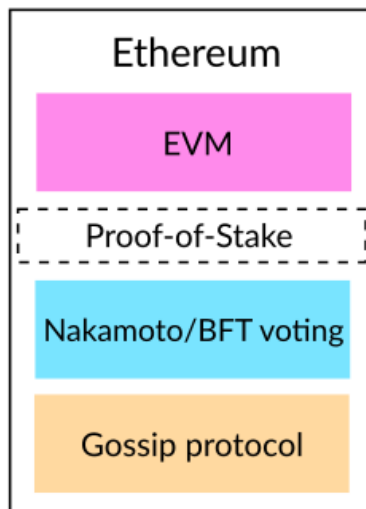 Ethereum
EVM
Proof-of-Stake
Nakamoto/BFT voting
Gossip protocol